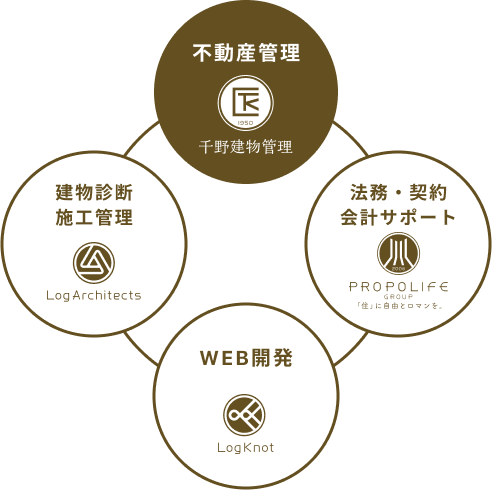 不動産管理
1950
千野建物管理
建物診断
施工管理
LogArchitects
法務・契約
会計サポート
2006
PROPOLIFE
GROUP
「住」に自由とロマンを。
WEB開発
LogKnot